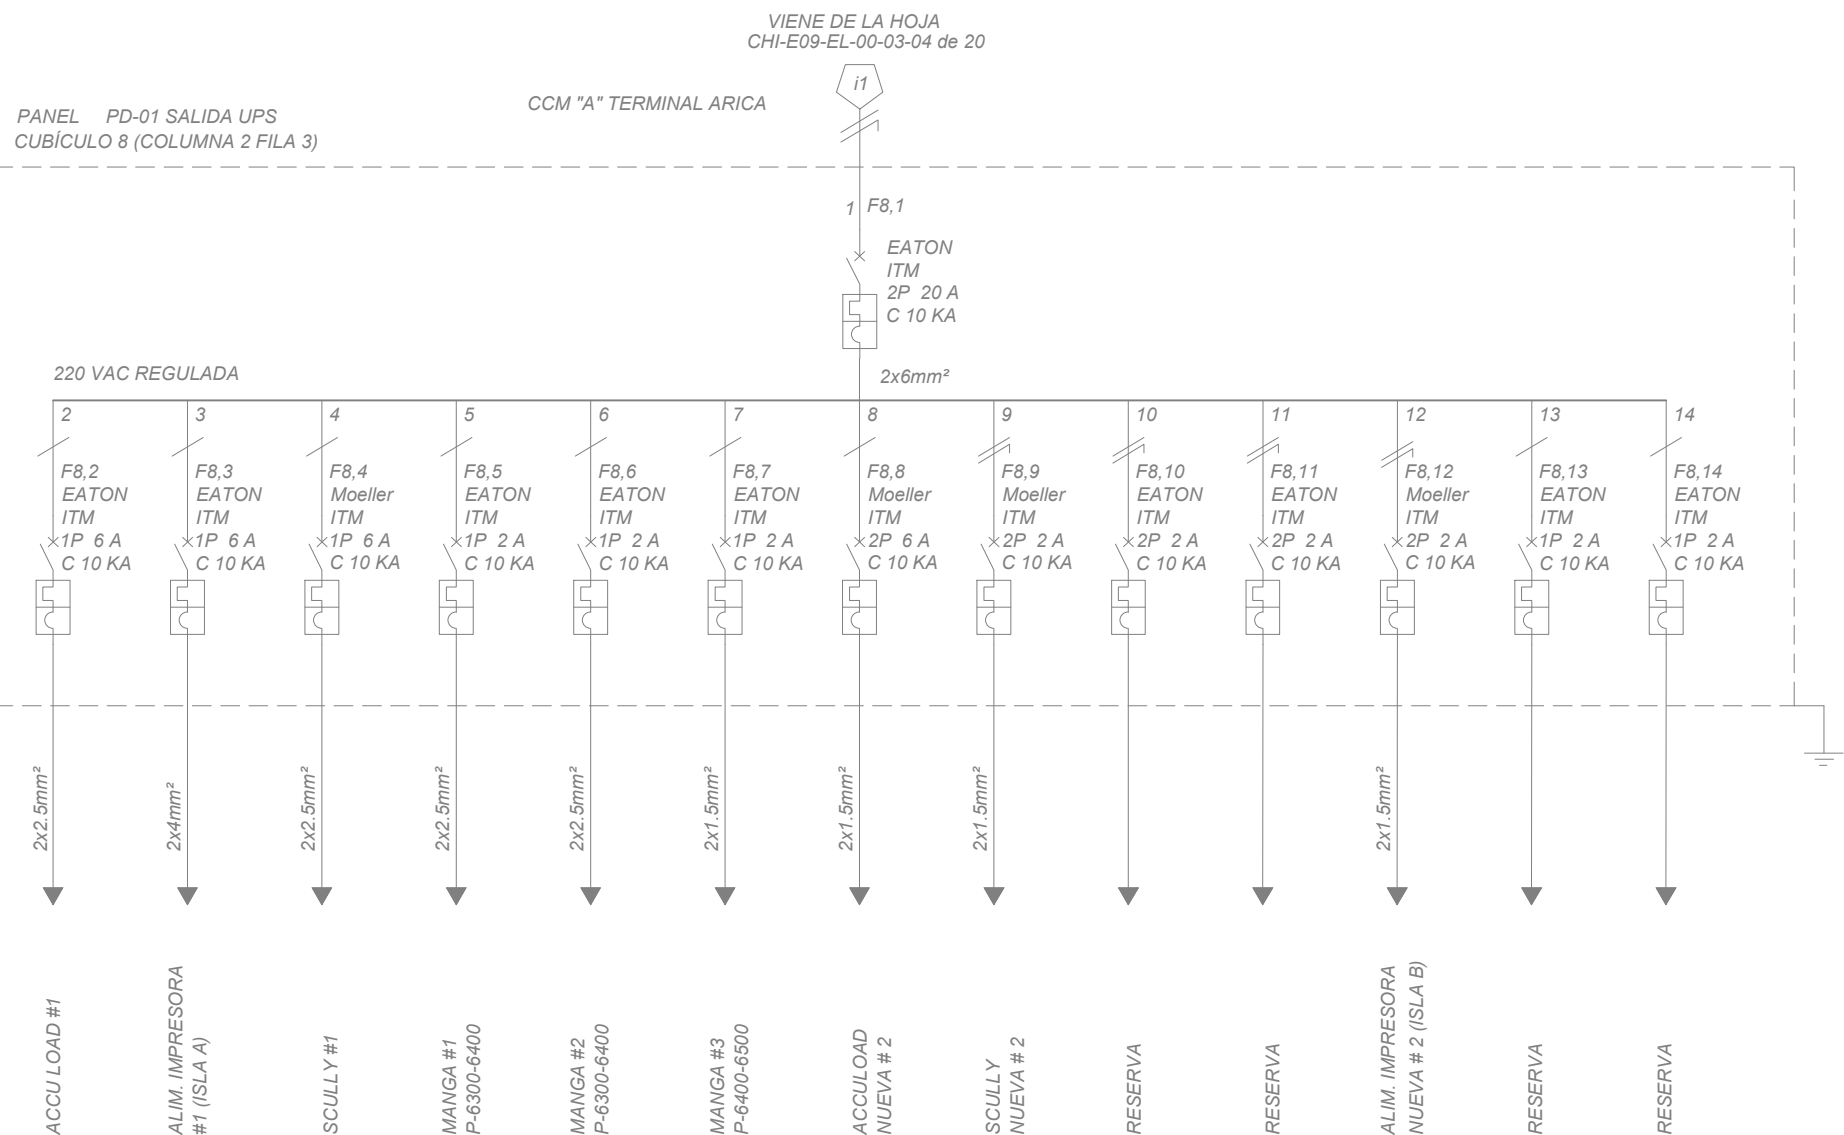 VIENE DE LA HOJA
CHI-E09-EL-00-03-04 de 20
i1
CCM "A" TERMINAL ARICA
PANEL PD-01 SALIDA UPS
CUBÍCULO 8 (COLUMNA 2 FILA 3)
1 F8,1
EATON
ITM
2P 20 A
C 10 KA
220 VAC REGULADA
2x6mm²
2
F8,2
EATON
ITM
1P 6 A
C 10 KA
2x2.5mm²
ACCU LOAD #1
3
F8,3
EATON
ITM
1P 6 A
C 10 KA
2x4mm²
ALIM. IMPRESORA
#1 (ISLA A)
4
F8,4
Moeller
ITM
1P 6 A
C 10 KA
2x2.5mm²
SCULLY #1
5
F8,5
EATON
ITM
1P 2 A
C 10 KA
2x2.5mm²
MANGA #1
P-6300-6400
6
F8,6
EATON
ITM
1P 2 A
C 10 KA
2x2.5mm²
MANGA #2
P-6300-6400
7
F8,7
EATON
ITM
1P 2 A
C 10 KA
2x1.5mm²
MANGA #3
P-6400-6500
8
F8,8
Moeller
ITM
2P 6 A
C 10 KA
2x1.5mm²
ACCULOAD
NUEVA # 2
9
F8,9
Moeller
ITM
2P 2 A
C 10 KA
2x1.5mm²
SCULLY
NUEVA # 2
10
F8,10
EATON
ITM
2P 2 A
C 10 KA
RESERVA
11
F8,11
EATON
ITM
2P 2 A
C 10 KA
RESERVA
12
F8,12
Moeller
ITM
2P 2 A
C 10 KA
2x1.5mm²
ALIM. IMPRESORA
NUEVA # 2 (ISLA B)
13
F8,13
EATON
ITM
1P 2 A
C 10 KA
RESERVA
14
F8,14
EATON
ITM
1P 2 A
C 10 KA
RESERVA